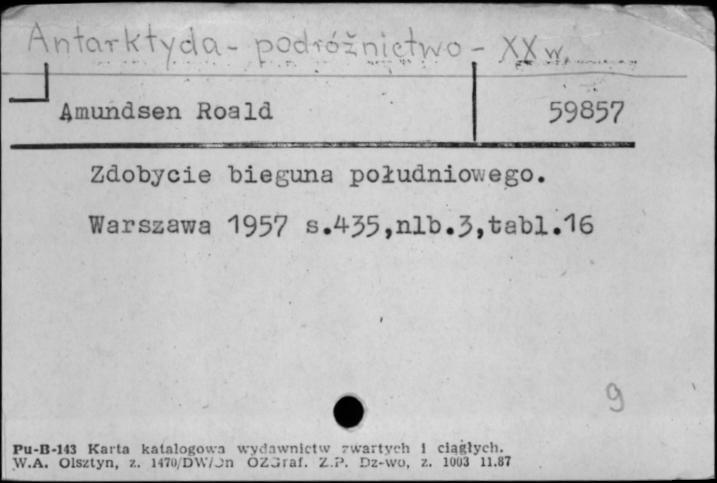 Antarktyda - podróżnictwo - XX w.
Amundsen Roald 59857
Zdobycie bieguna południowego.
Warszawa 1957 s.435,nlb.3,tabl.16
9
Pu-B-143 Karta katalogowa wydawnictw zwartych i ciągłych.
W.A. Olsztyn, z. 1470/DW/Dn OZGraf. Z.P. Dz-wo, z. 1003 11.87